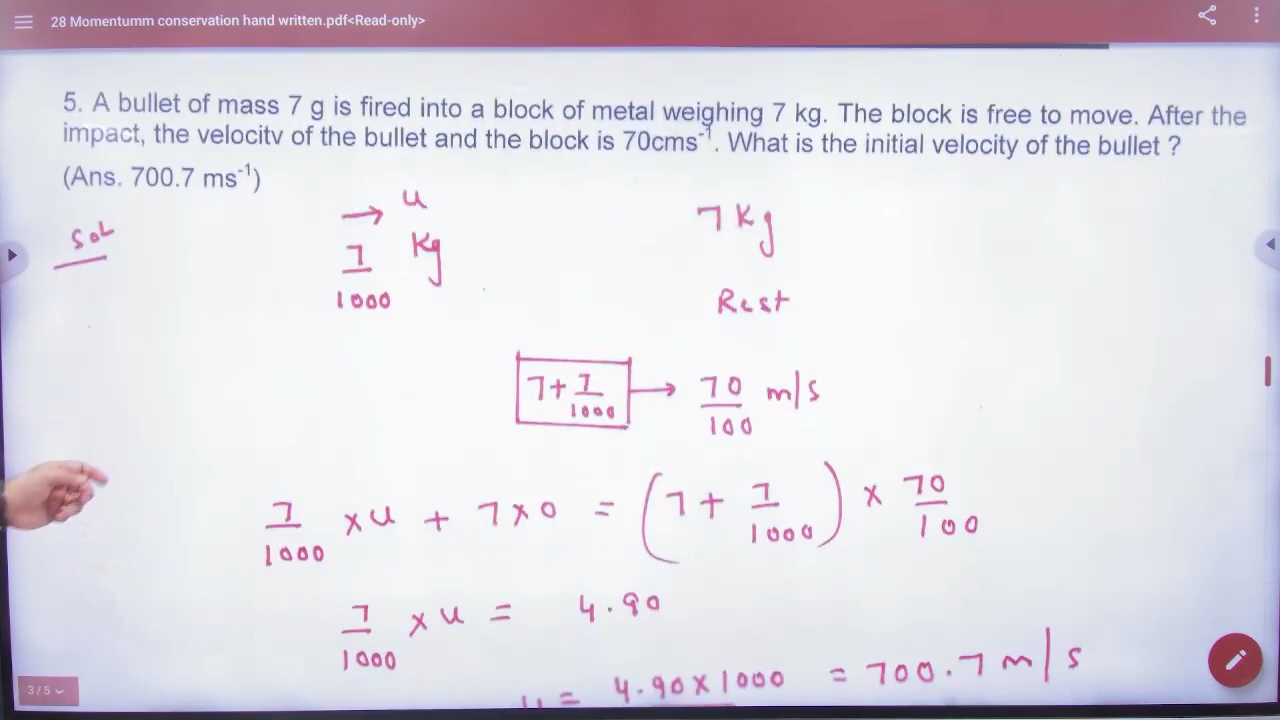 28 Momentumm conservation hand written.pdf<Read-only>
5. A bullet of mass 7 g is fired into a block of metal weighing 7 kg. The block is free to move. After the
impact, the velocity of the bullet and the block is 70cms⁻¹. What is the initial velocity of the bullet ?
(Ans. 700.7 ms⁻¹)
Sol
→ u
7/1000 Kg
7 Kg
Rest
7+7/1000 → 70/100 m/s
7/1000 × u + 7×0 = (7 + 7/1000) × 70/100
7/1000 × u = 4.90
u = 4.90×1000 = 700.7 m/s
3/5